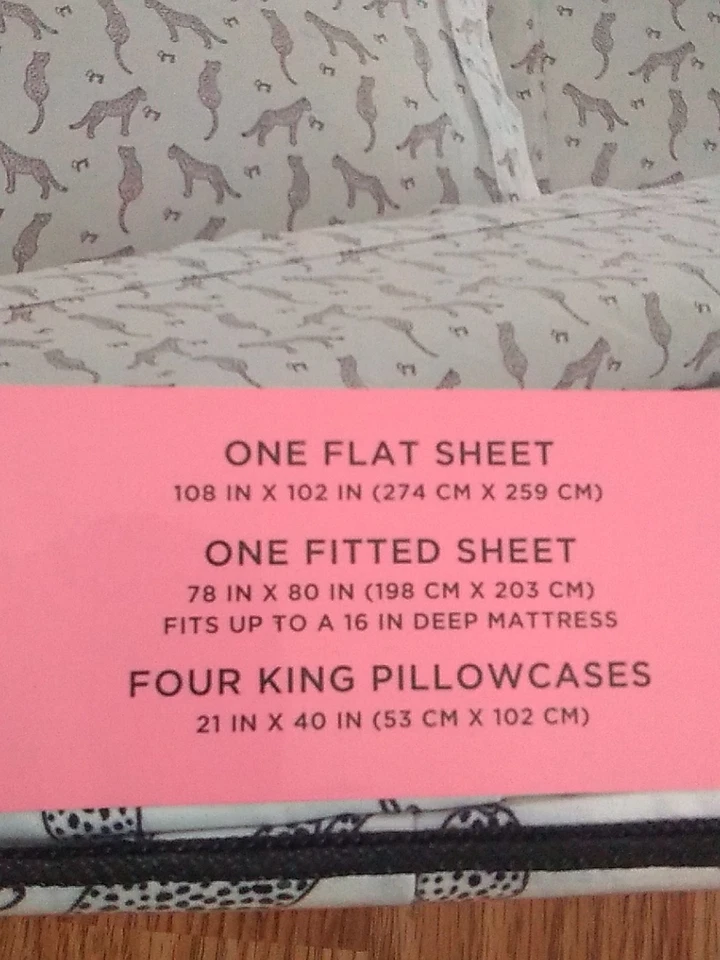 ONE FLAT SHEET
108 IN X 102 IN (274 CM X 259 CM)
ONE FITTED SHEET
78 IN X 80 IN (198 CM X 203 CM)
FITS UP TO A 16 IN DEEP MATTRESS
FOUR KING PILLOWCASES
21 IN X 40 IN (53 CM X 102 CM)